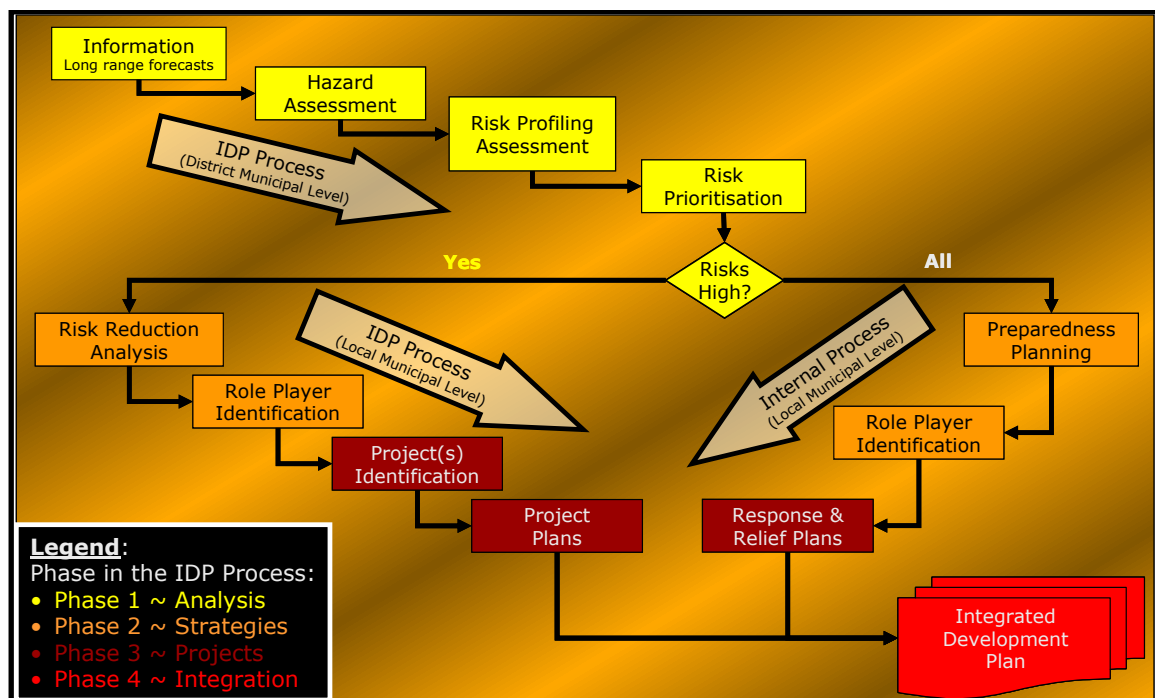 Information
Long range forecasts
Hazard
Assessment
Risk Profiling
Assessment
IDP Process
(District Municipal Level)
Risk
Prioritisation
Yes
Risks
High?
All
Risk Reduction
Analysis
IDP Process
(Local Municipal Level)
Internal Process
(Local Municipal Level)
Preparedness
Planning
Role Player
Identification
Role Player
Identification
Project(s)
Identification
Project
Plans
Response &
Relief Plans
Legend:
Phase in the IDP Process:
• Phase 1 ~ Analysis
• Phase 2 ~ Strategies
• Phase 3 ~ Projects
• Phase 4 ~ Integration
Integrated
Development
Plan